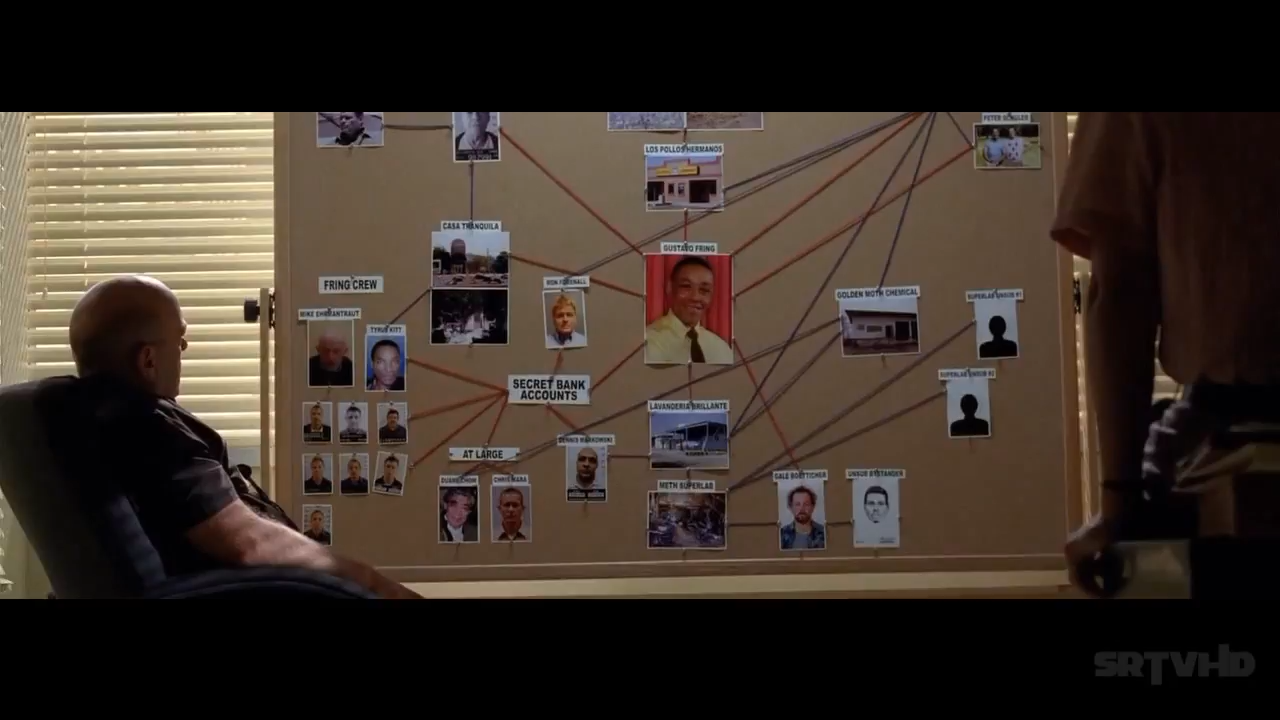 PETER SCHULER
LOS POLLOS HERMANOS
CASA TRANQUILA
GUSTAVO FRING
FRING CREW
RON FORENALL
GOLDEN MOTH CHEMICAL
SUPERLAB UNSUB #1
MIKE EHRMANTRAUT
TYRUS KITT
SUPERLAB UNSUB #2
SECRET BANK
ACCOUNTS
LAVANDERIA BRILLANTE
DENNIS MARKOWSKI
AT LARGE
DUANE CHOW
CHRIS MARA
METH SUPERLAB
GALE BOETTICHER
UNSUB BYSTANDER
SRTVHD